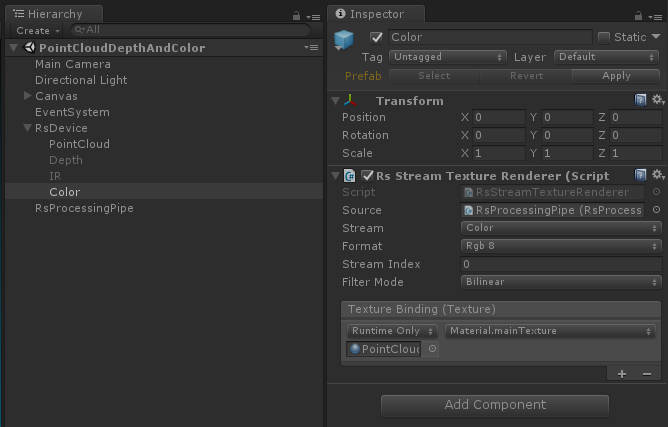 Hierarchy
Create All
PointCloudDepthAndColor
Main Camera
Directional Light
Canvas
EventSystem
RsDevice
PointCloud
Depth
IR
Color
RsProcessingPipe
Inspector
Color Static
Tag Untagged Layer Default
Prefab Select Revert Apply
Transform
Position X 0 Y 0 Z 0
Rotation X 0 Y 0 Z 0
Scale X 1 Y 1 Z 1
Rs Stream Texture Renderer (Script
Script RsStreamTextureRenderer
Source RsProcessingPipe (RsProcess
Stream Color
Format Rgb 8
Stream Index 0
Filter Mode Bilinear
Texture Binding (Texture)
Runtime Only Material.mainTexture
PointClou
Add Component